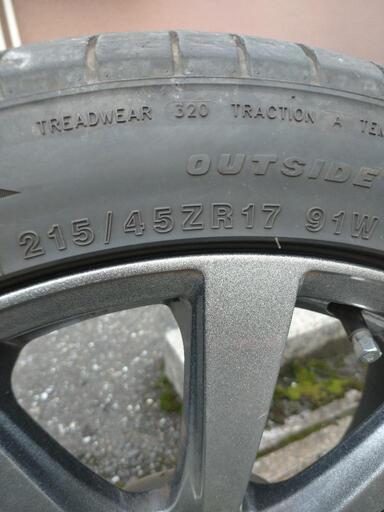 TREADWEAR 320 TRACTION A
OUTSIDE
215/45ZR17 91W